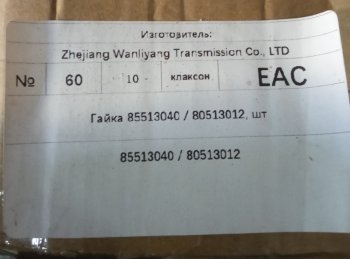 Изготовитель:
Zhejiang Wanliyang Transmission Co., LTD
№ 60 10 клаксон EAC
Гайка 85513040 / 80513012, шт
85513040 / 80513012